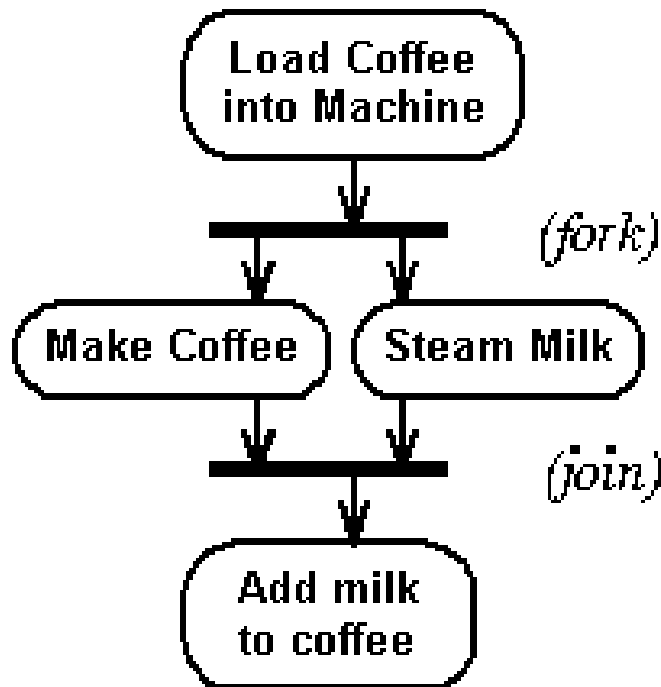 Load Coffee
into Machine
(fork)
Make Coffee
Steam Milk
(join)
Add milk
to coffee